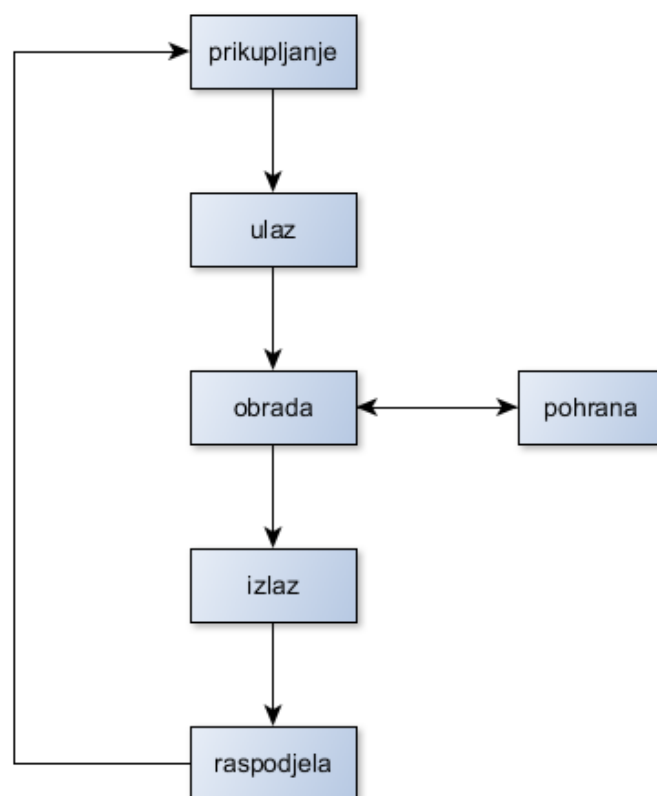 prikupljanje
ulaz
obrada
pohrana
izlaz
raspodjela